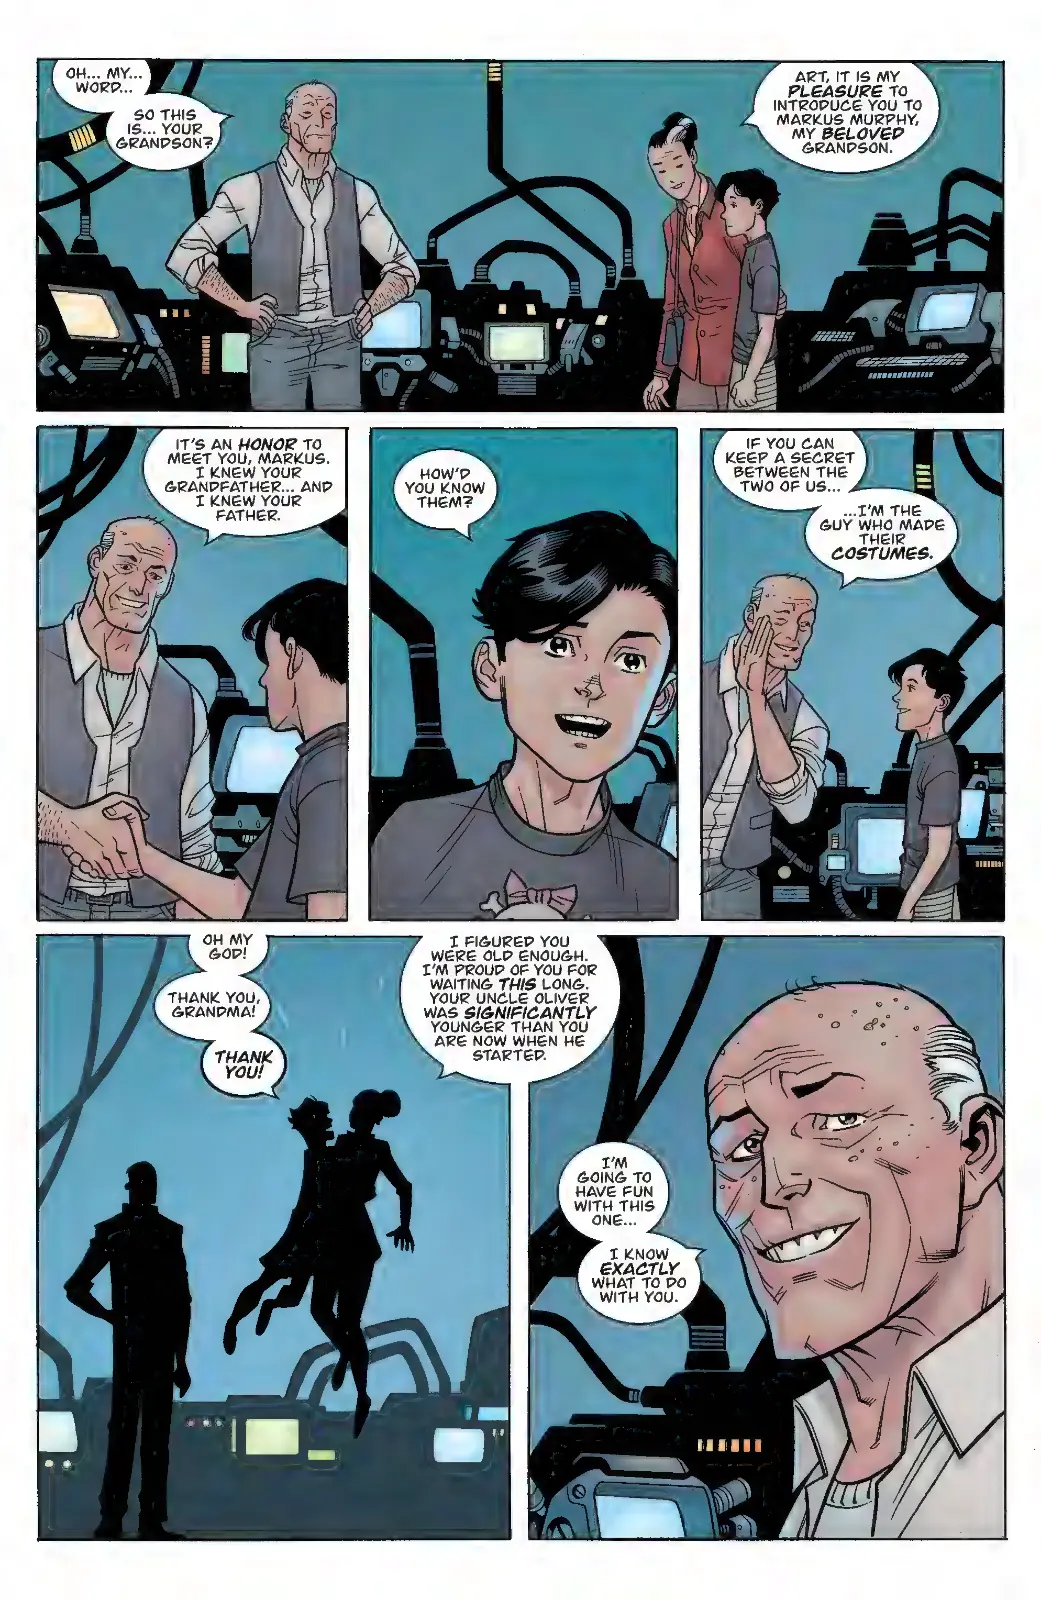 OH... MY...
WORD...
SO THIS
IS... YOUR
GRANDSON?
ART, IT IS MY
PLEASURE TO
INTRODUCE YOU TO
MARKUS MURPHY,
MY BELOVED
GRANDSON.
IT'S AN HONOR TO
MEET YOU, MARKUS.
I KNEW YOUR
GRANDFATHER... AND
I KNEW YOUR
FATHER.
HOW'D
YOU KNOW
THEM?
IF YOU CAN
KEEP A SECRET
BETWEEN THE
TWO OF US...
...I'M THE
GUY WHO MADE
THEIR
COSTUMES.
OH MY
GOD!
THANK YOU,
GRANDMA!
THANK
YOU!
I FIGURED YOU
WERE OLD ENOUGH.
I'M PROUD OF YOU FOR
WAITING THIS LONG.
YOUR UNCLE OLIVER
WAS SIGNIFICANTLY
YOUNGER THAN YOU
ARE NOW WHEN HE
STARTED.
I'M
GOING TO
HAVE FUN
WITH THIS
ONE...
I KNOW
EXACTLY
WHAT TO DO
WITH YOU.